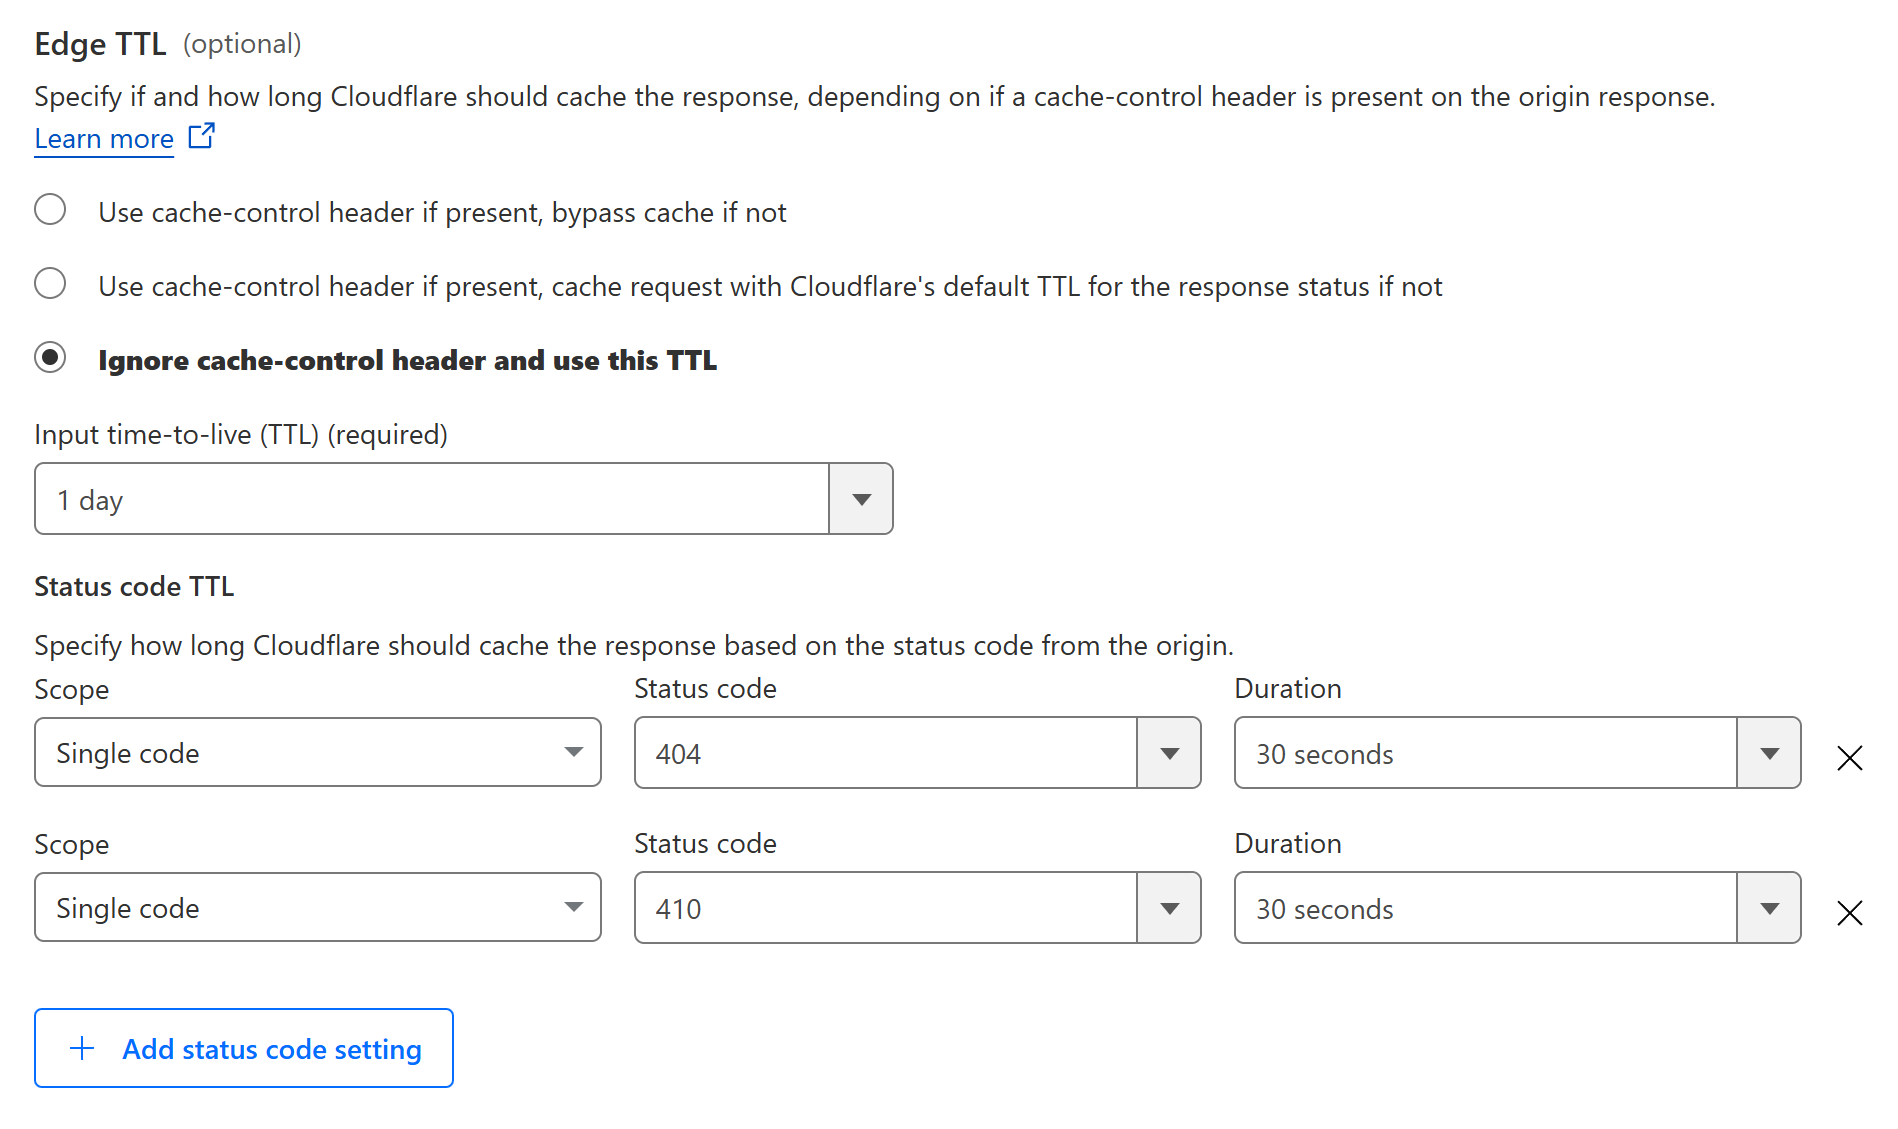 Edge TTL (optional)
Specify if and how long Cloudflare should cache the response, depending on if a cache-control header is present on the origin response.
Learn more
Use cache-control header if present, bypass cache if not
Use cache-control header if present, cache request with Cloudflare's default TTL for the response status if not
Ignore cache-control header and use this TTL
Input time-to-live (TTL) (required)
1 day
Status code TTL
Specify how long Cloudflare should cache the response based on the status code from the origin.
Scope Status code Duration
Single code 404 30 seconds
Scope Status code Duration
Single code 410 30 seconds
Add status code setting